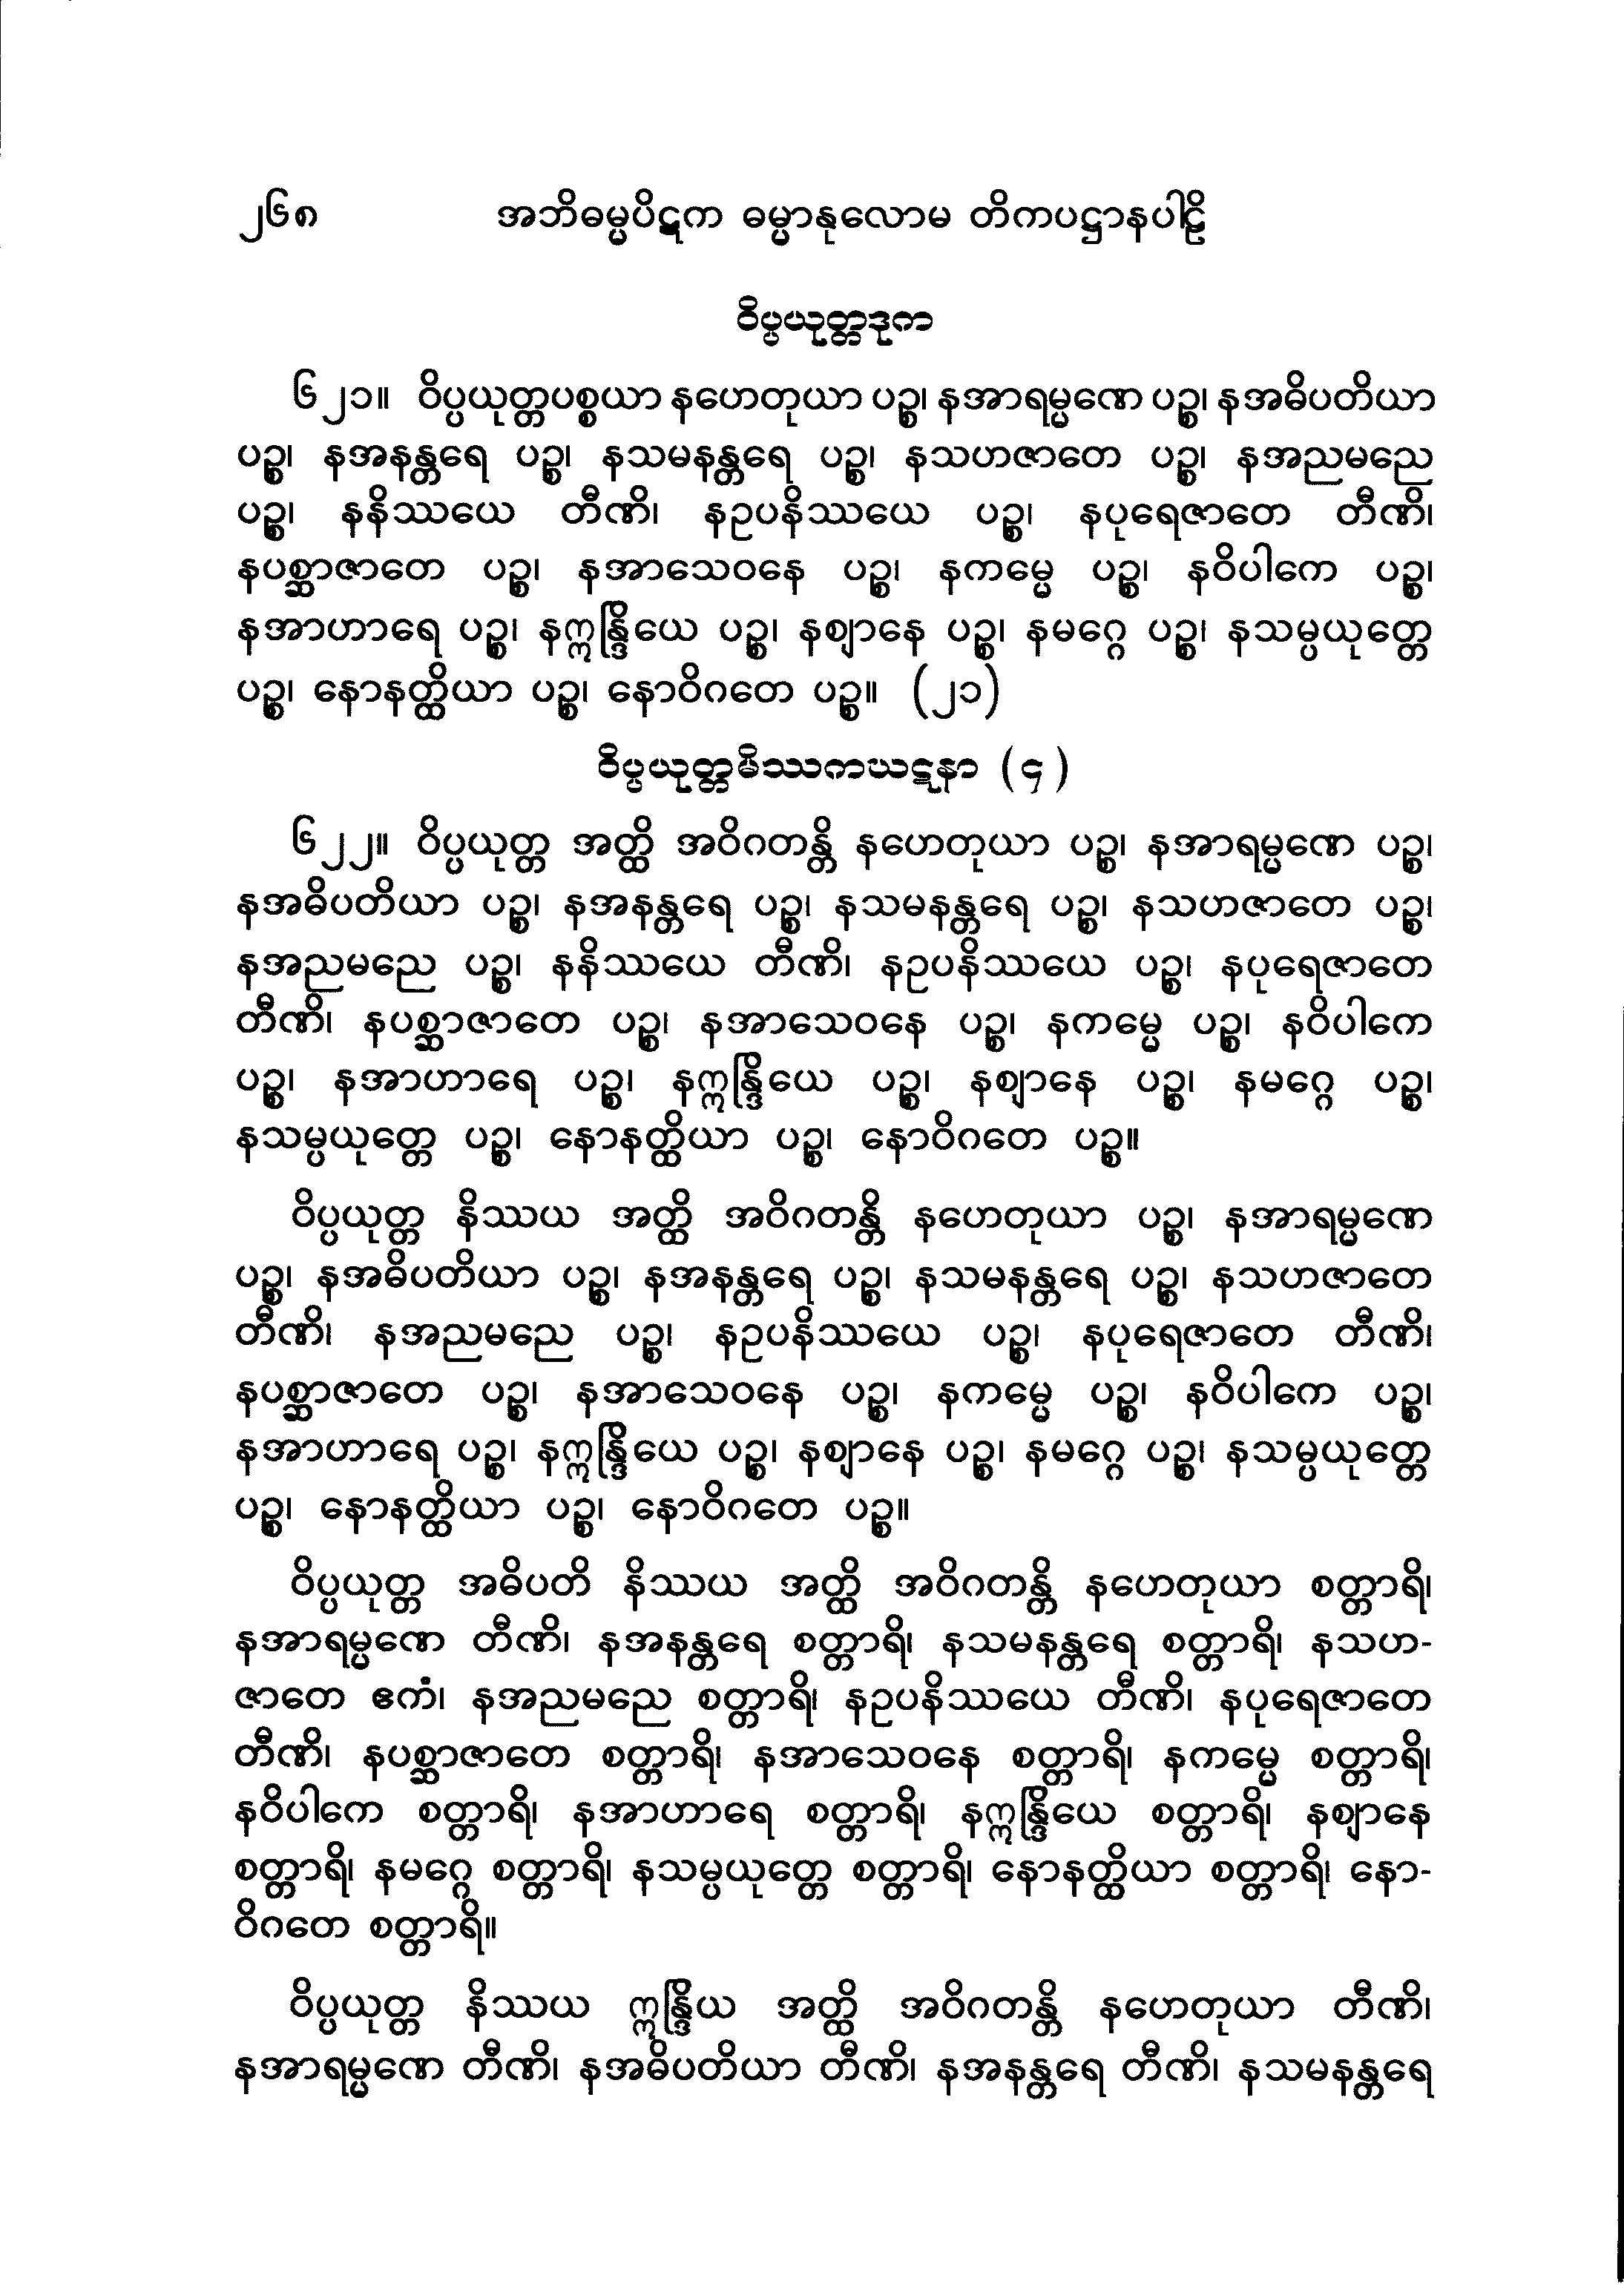 ၂၆၈ အဘိဓမ္မပိဋက ဓမ္မာနုလောမ တိကပဋ္ဌာနပါဠိ
ဝိပ္ပယုတ္တဒုက
၆၂၁။ ဝိပ္ပယုတ္တပစ္စယာ နဟေတုယာ ပဉ္စ၊ နအာရမ္မဏေ ပဉ္စ၊ နအဓိပတိယာ
ပဉ္စ၊ နအနန္တရေ ပဉ္စ၊ နသမနန္တရေ ပဉ္စ၊ နသဟဇာတေ ပဉ္စ၊ နအညမညေ
ပဉ္စ၊ နနိဿယေ တီဏိ၊ နဥပနိဿယေ ပဉ္စ၊ နပုရေဇာတေ တီဏိ၊
နပစ္ဆာဇာတေ ပဉ္စ၊ နအာသေဝနေ ပဉ္စ၊ နကမ္မေ ပဉ္စ၊ နဝိပါကေ ပဉ္စ၊
နအာဟာရေ ပဉ္စ၊ နဣန္ဒြိယေ ပဉ္စ၊ နဈာနေ ပဉ္စ၊ နမဂ္ဂေ ပဉ္စ၊ နသမ္ပယုတ္တေ
ပဉ္စ၊ နောနတ္ထိယာ ပဉ္စ၊ နောဝိဂတေ ပဉ္စ။ (၂၁)
ဝိပ္ပယုတ္တမိဿကဃဋနာ (၄)
၆၂၂။ ဝိပ္ပယုတ္တ အတ္ထိ အဝိဂတန္တိ နဟေတုယာ ပဉ္စ၊ နအာရမ္မဏေ ပဉ္စ၊
နအဓိပတိယာ ပဉ္စ၊ နအနန္တရေ ပဉ္စ၊ နသမနန္တရေ ပဉ္စ၊ နသဟဇာတေ ပဉ္စ၊
နအညမညေ ပဉ္စ၊ နနိဿယေ တီဏိ၊ နဥပနိဿယေ ပဉ္စ၊ နပုရေဇာတေ
တီဏိ၊ နပစ္ဆာဇာတေ ပဉ္စ၊ နအာသေဝနေ ပဉ္စ၊ နကမ္မေ ပဉ္စ၊ နဝိပါကေ
ပဉ္စ၊ နအာဟာရေ ပဉ္စ၊ နဣန္ဒြိယေ ပဉ္စ၊ နဈာနေ ပဉ္စ၊ နမဂ္ဂေ ပဉ္စ၊
နသမ္ပယုတ္တေ ပဉ္စ၊ နောနတ္ထိယာ ပဉ္စ၊ နောဝိဂတေ ပဉ္စ။
ဝိပ္ပယုတ္တ နိဿယ အတ္ထိ အဝိဂတန္တိ နဟေတုယာ ပဉ္စ၊ နအာရမ္မဏေ
ပဉ္စ၊ နအဓိပတိယာ ပဉ္စ၊ နအနန္တရေ ပဉ္စ၊ နသမနန္တရေ ပဉ္စ၊ နသဟဇာတေ
တီဏိ၊ နအညမညေ ပဉ္စ၊ နဥပနိဿယေ ပဉ္စ၊ နပုရေဇာတေ တီဏိ၊
နပစ္ဆာဇာတေ ပဉ္စ၊ နအာသေဝနေ ပဉ္စ၊ နကမ္မေ ပဉ္စ၊ နဝိပါကေ ပဉ္စ၊
နအာဟာရေ ပဉ္စ၊ နဣန္ဒြိယေ ပဉ္စ၊ နဈာနေ ပဉ္စ၊ နမဂ္ဂေ ပဉ္စ၊ နသမ္ပယုတ္တေ
ပဉ္စ၊ နောနတ္ထိယာ ပဉ္စ၊ နောဝိဂတေ ပဉ္စ။
ဝိပ္ပယုတ္တ အဓိပတိ နိဿယ အတ္ထိ အဝိဂတန္တိ နဟေတုယာ စတ္တာရိ၊
နအာရမ္မဏေ တီဏိ၊ နအနန္တရေ စတ္တာရိ၊ နသမနန္တရေ စတ္တာရိ၊ နသဟ-
ဇာတေ ဧကံ၊ နအညမညေ စတ္တာရိ၊ နဥပနိဿယေ တီဏိ၊ နပုရေဇာတေ
တီဏိ၊ နပစ္ဆာဇာတေ စတ္တာရိ၊ နအာသေဝနေ စတ္တာရိ၊ နကမ္မေ စတ္တာရိ၊
နဝိပါကေ စတ္တာရိ၊ နအာဟာရေ စတ္တာရိ၊ နဣန္ဒြိယေ စတ္တာရိ၊ နဈာနေ
စတ္တာရိ၊ နမဂ္ဂေ စတ္တာရိ၊ နသမ္ပယုတ္တေ စတ္တာရိ၊ နောနတ္ထိယာ စတ္တာရိ၊ နော-
ဝိဂတေ စတ္တာရိ။
ဝိပ္ပယုတ္တ နိဿယ ဣန္ဒြိယ အတ္ထိ အဝိဂတန္တိ နဟေတုယာ တီဏိ၊
နအာရမ္မဏေ တီဏိ၊ နအဓိပတိယာ တီဏိ၊ နအနန္တရေ တီဏိ၊ နသမနန္တရေ